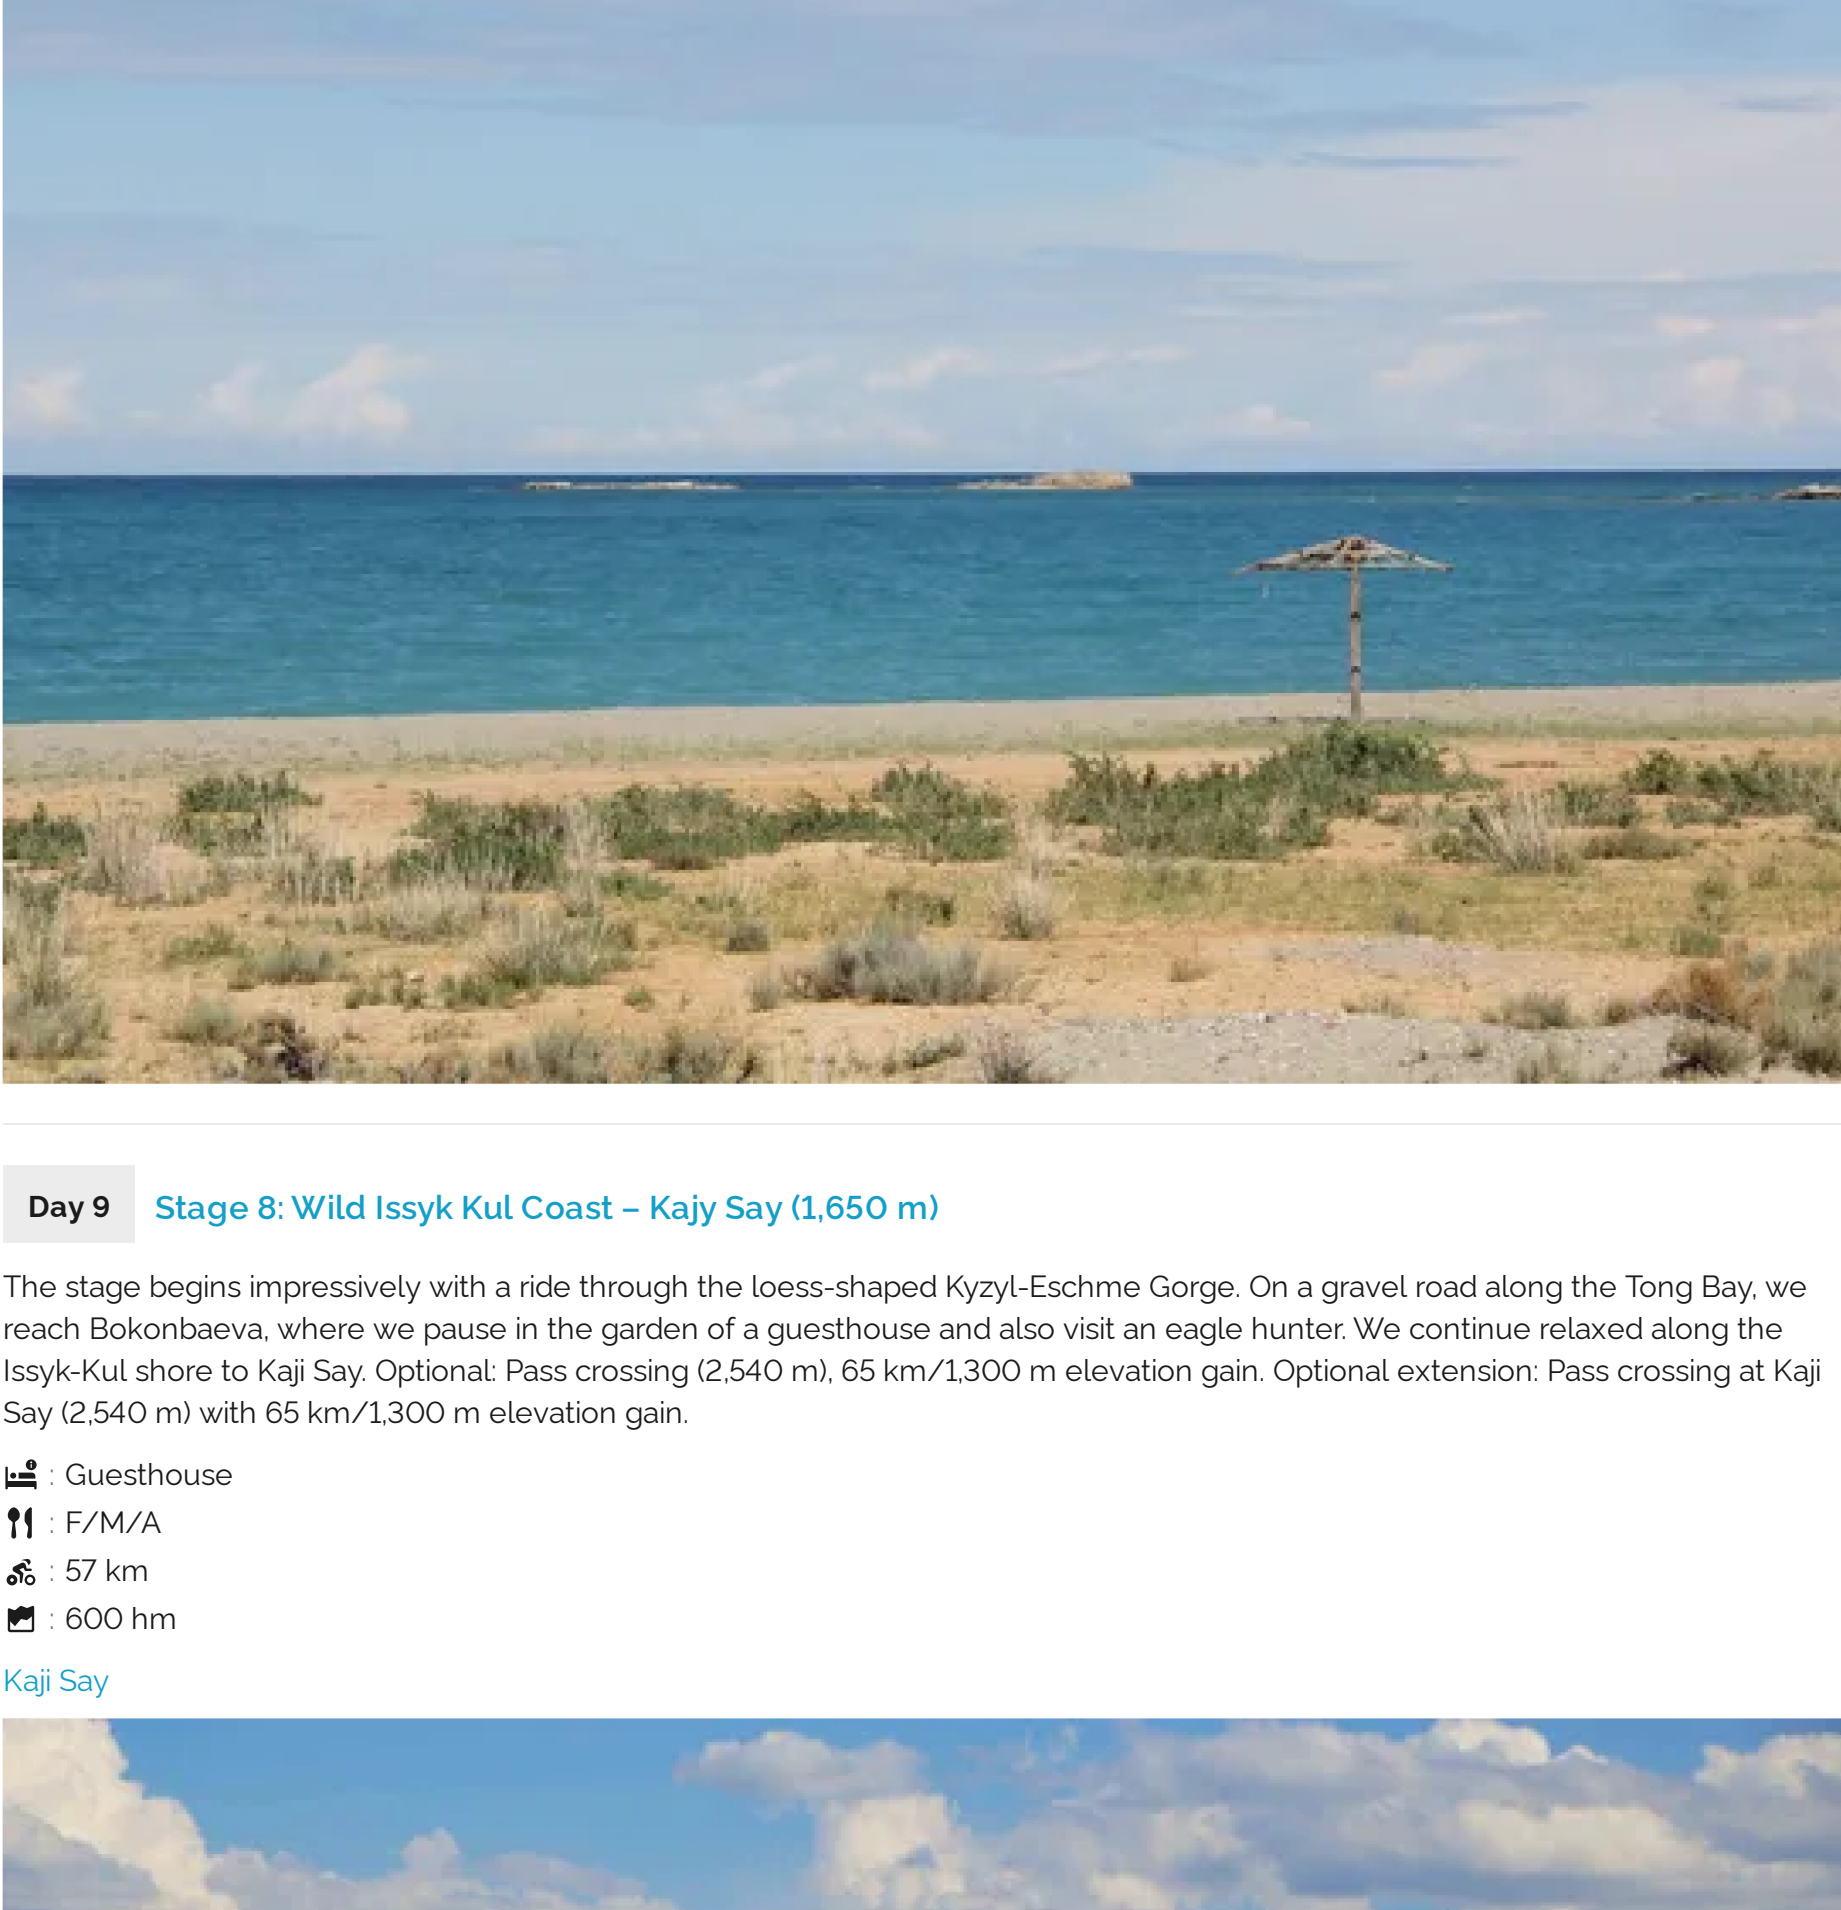 Day 9
Stage 8: Wild Issyk Kul Coast – Kajy Say (1,650 m)
The stage begins impressively with a ride through the loess-shaped Kyzyl-Eschme Gorge. On a gravel road along the Tong Bay, we
reach Bokonbaeva, where we pause in the garden of a guesthouse and also visit an eagle hunter. We continue relaxed along the
Issyk-Kul shore to Kaji Say. Optional: Pass crossing (2,540 m), 65 km/1,300 m elevation gain. Optional extension: Pass crossing at Kaji
Say (2,540 m) with 65 km/1,300 m elevation gain.
: Guesthouse
: F/M/A
: 57 km
: 600 hm
Kaji Say